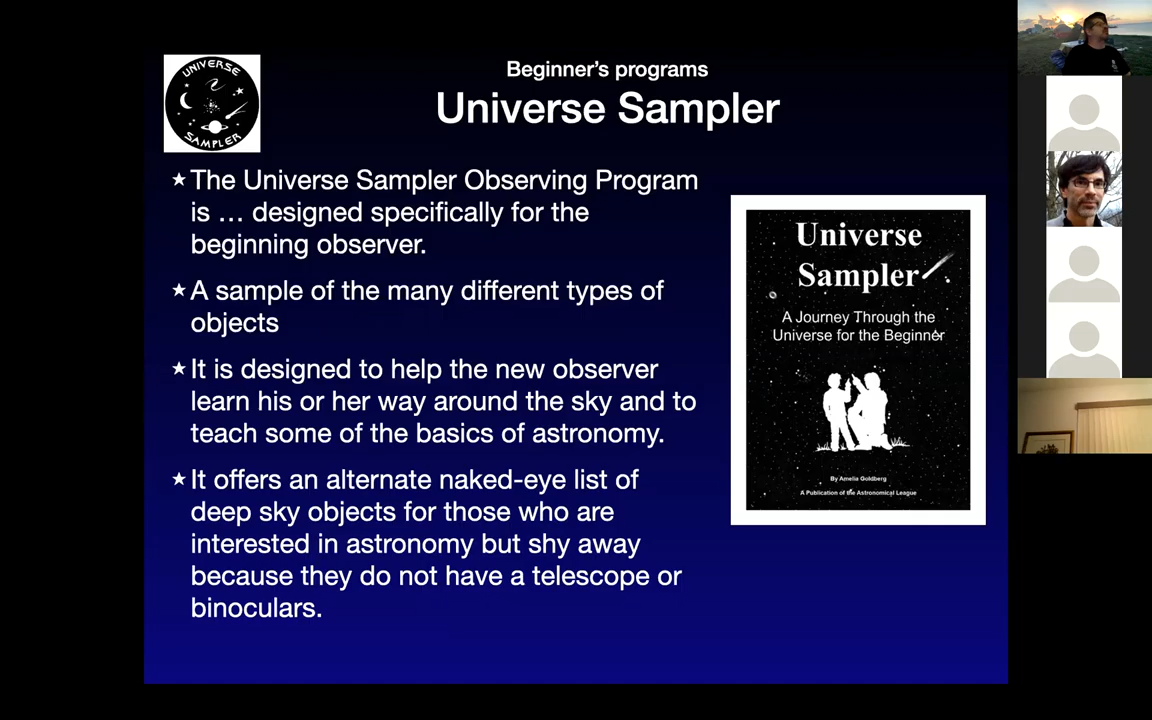 UNIVERSE
SAMPLER
Beginner's programs
Universe Sampler
★The Universe Sampler Observing Program
is … designed specifically for the
beginning observer.
★A sample of the many different types of
objects
★It is designed to help the new observer
learn his or her way around the sky and to
teach some of the basics of astronomy.
★It offers an alternate naked-eye list of
deep sky objects for those who are
interested in astronomy but shy away
because they do not have a telescope or
binoculars.
Universe
Sampler
A Journey Through the
Universe for the Beginner
By Amelia Goldberg
A Publication of the Astronomical League